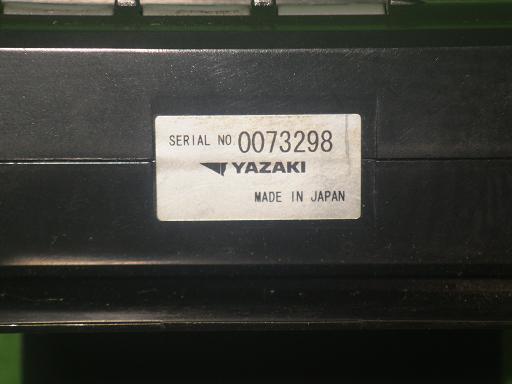 SERIAL NO. 0073298
YAZAKI
MADE IN JAPAN